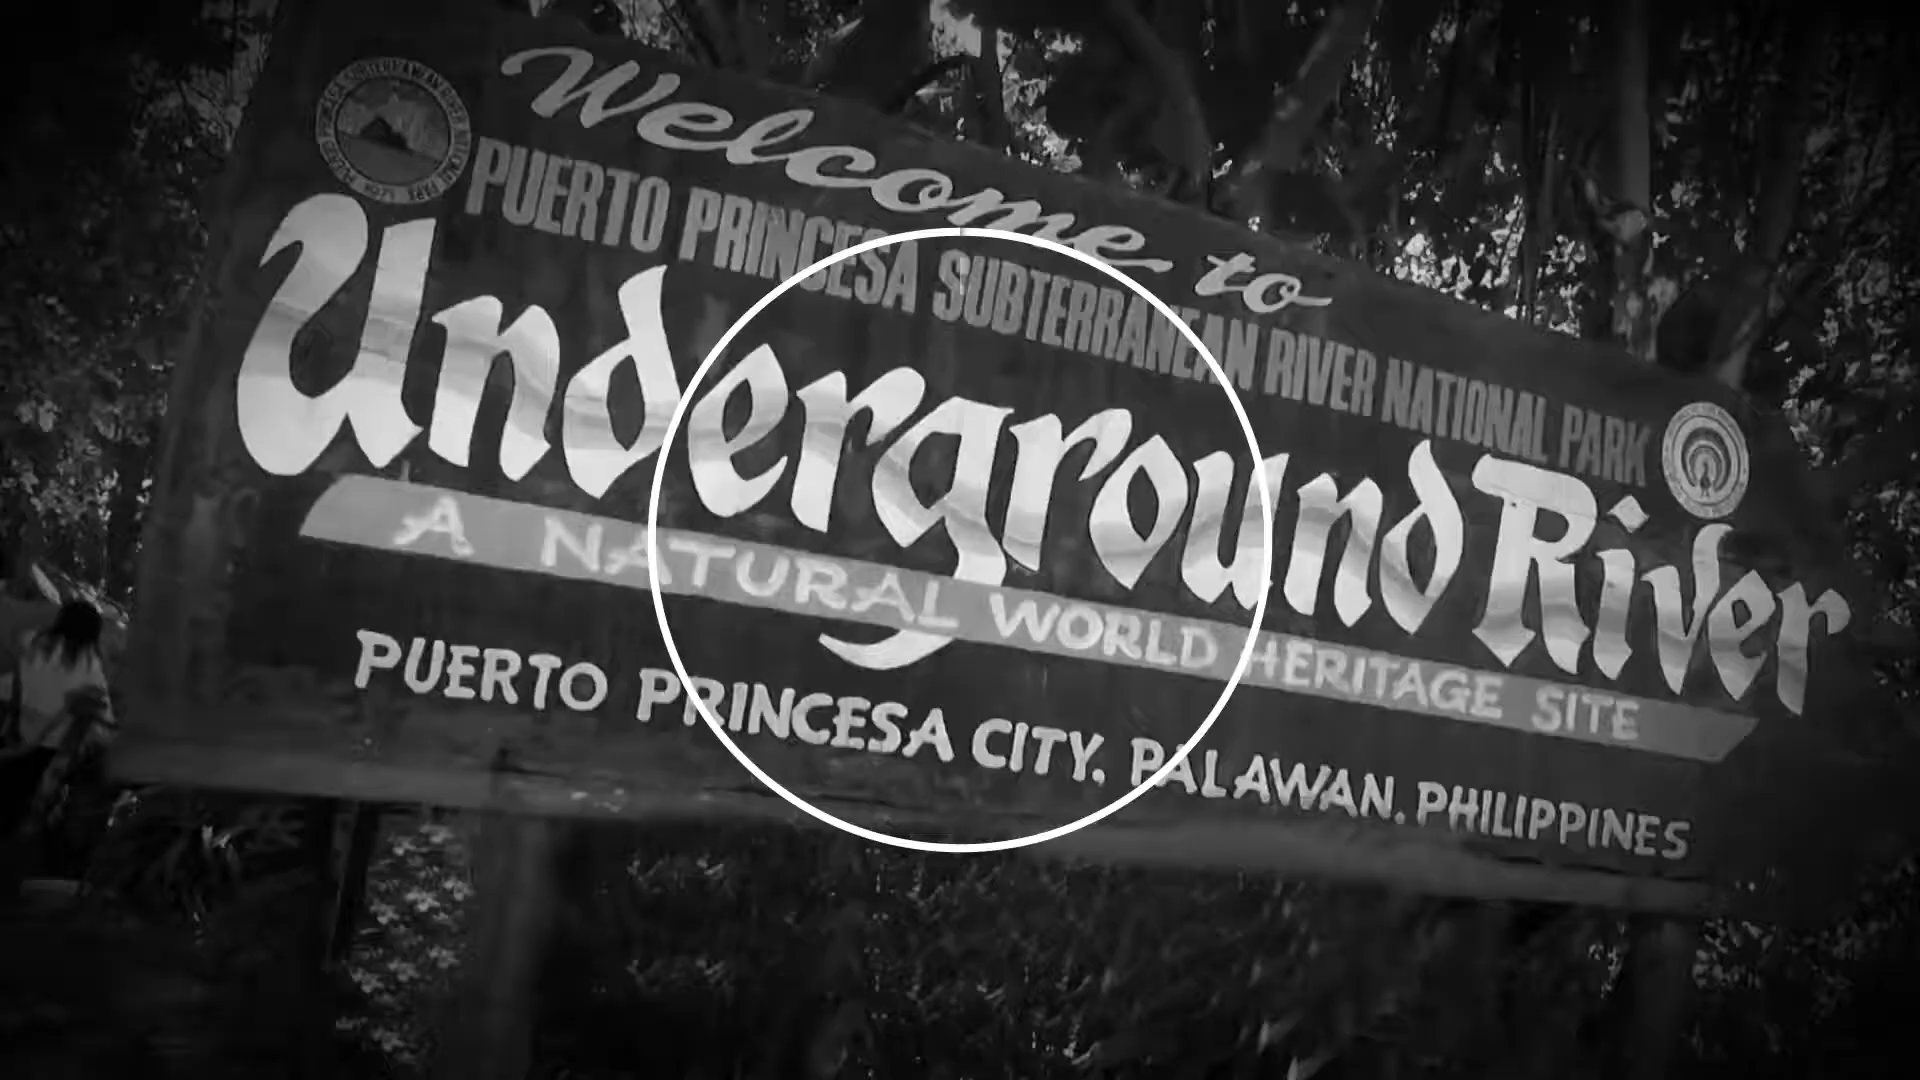 Welcome to
PUERTO PRINCESA SUBTERRANEAN RIVER NATIONAL PARK
Underground River
A NATURAL WORLD HERITAGE SITE
PUERTO PRINCESA CITY, PALAWAN, PHILIPPINES